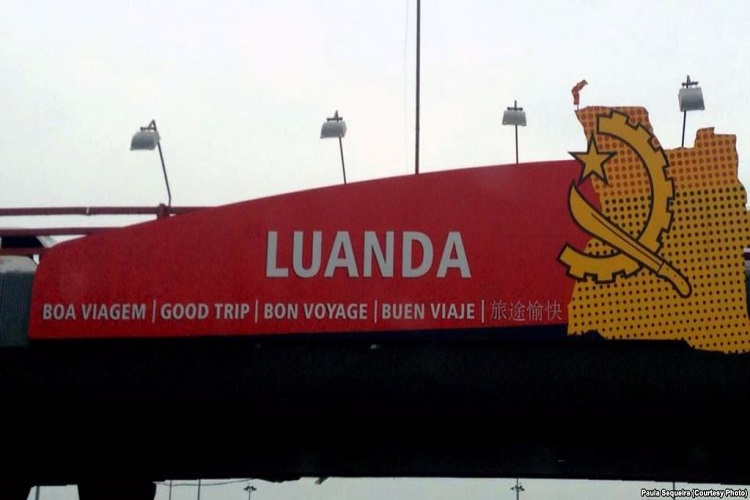 LUANDA
BOA VIAGEM | GOOD TRIP | BON VOYAGE | BUEN VIAJE | 旅途愉快
Paula Sequeira (Courtesy Photo)